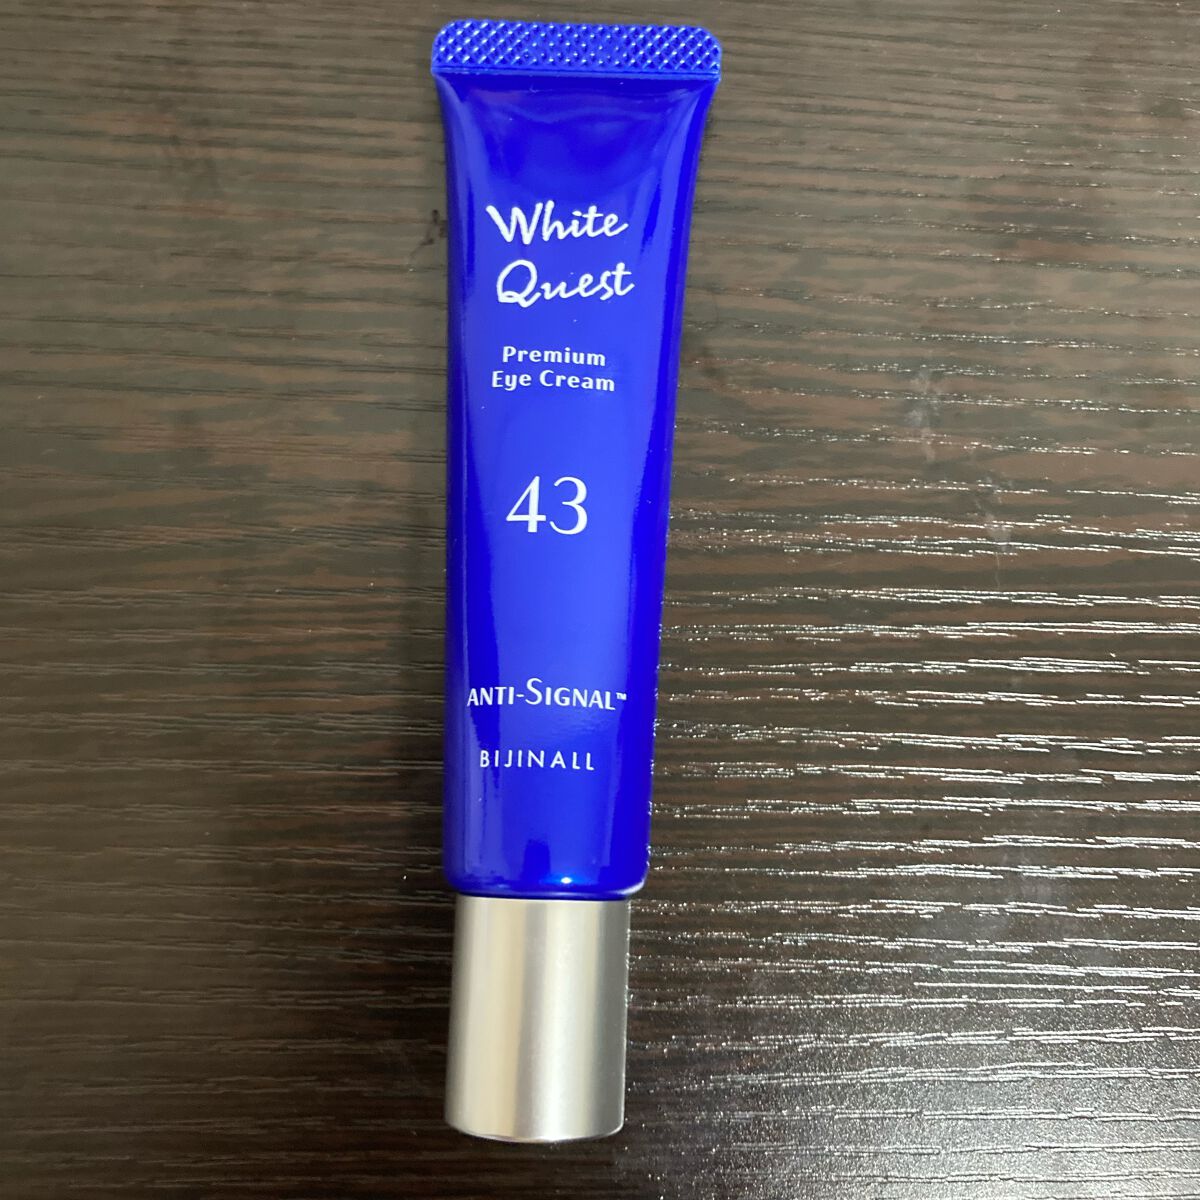 White
Quest
Premium
Eye Cream
43
ANTI-SIGNAL™
BIJINALL